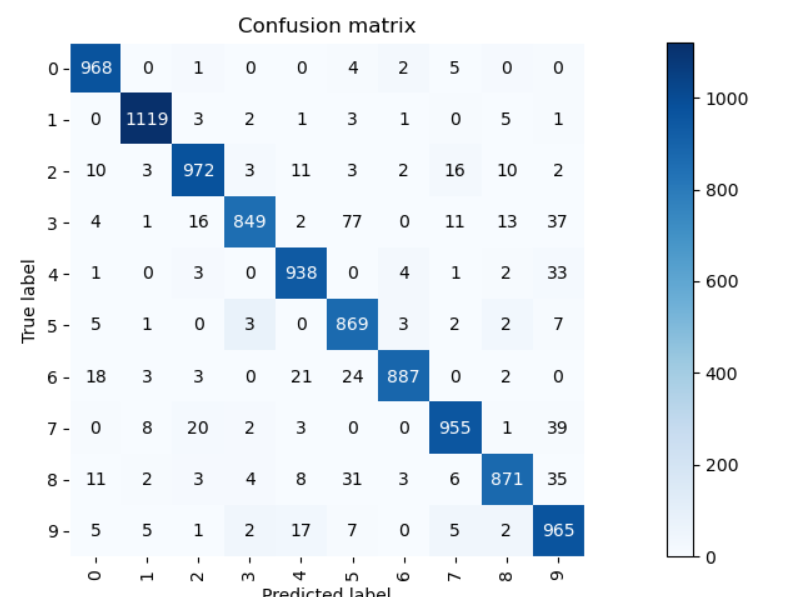 Confusion matrix
0 968 0 1 0 0 4 2 5 0 0
1 0 1119 3 2 1 3 1 0 5 1
2 10 3 972 3 11 3 2 16 10 2
3 4 1 16 849 2 77 0 11 13 37
4 1 0 3 0 938 0 4 1 2 33
5 5 1 0 3 0 869 3 2 2 7
6 18 3 3 0 21 24 887 0 2 0
7 0 8 20 2 3 0 0 955 1 39
8 11 2 3 4 8 31 3 6 871 35
9 5 5 1 2 17 7 0 5 2 965
0 1 2 3 4 5 6 7 8 9
True label
Predicted label
1000
800
600
400
200
0